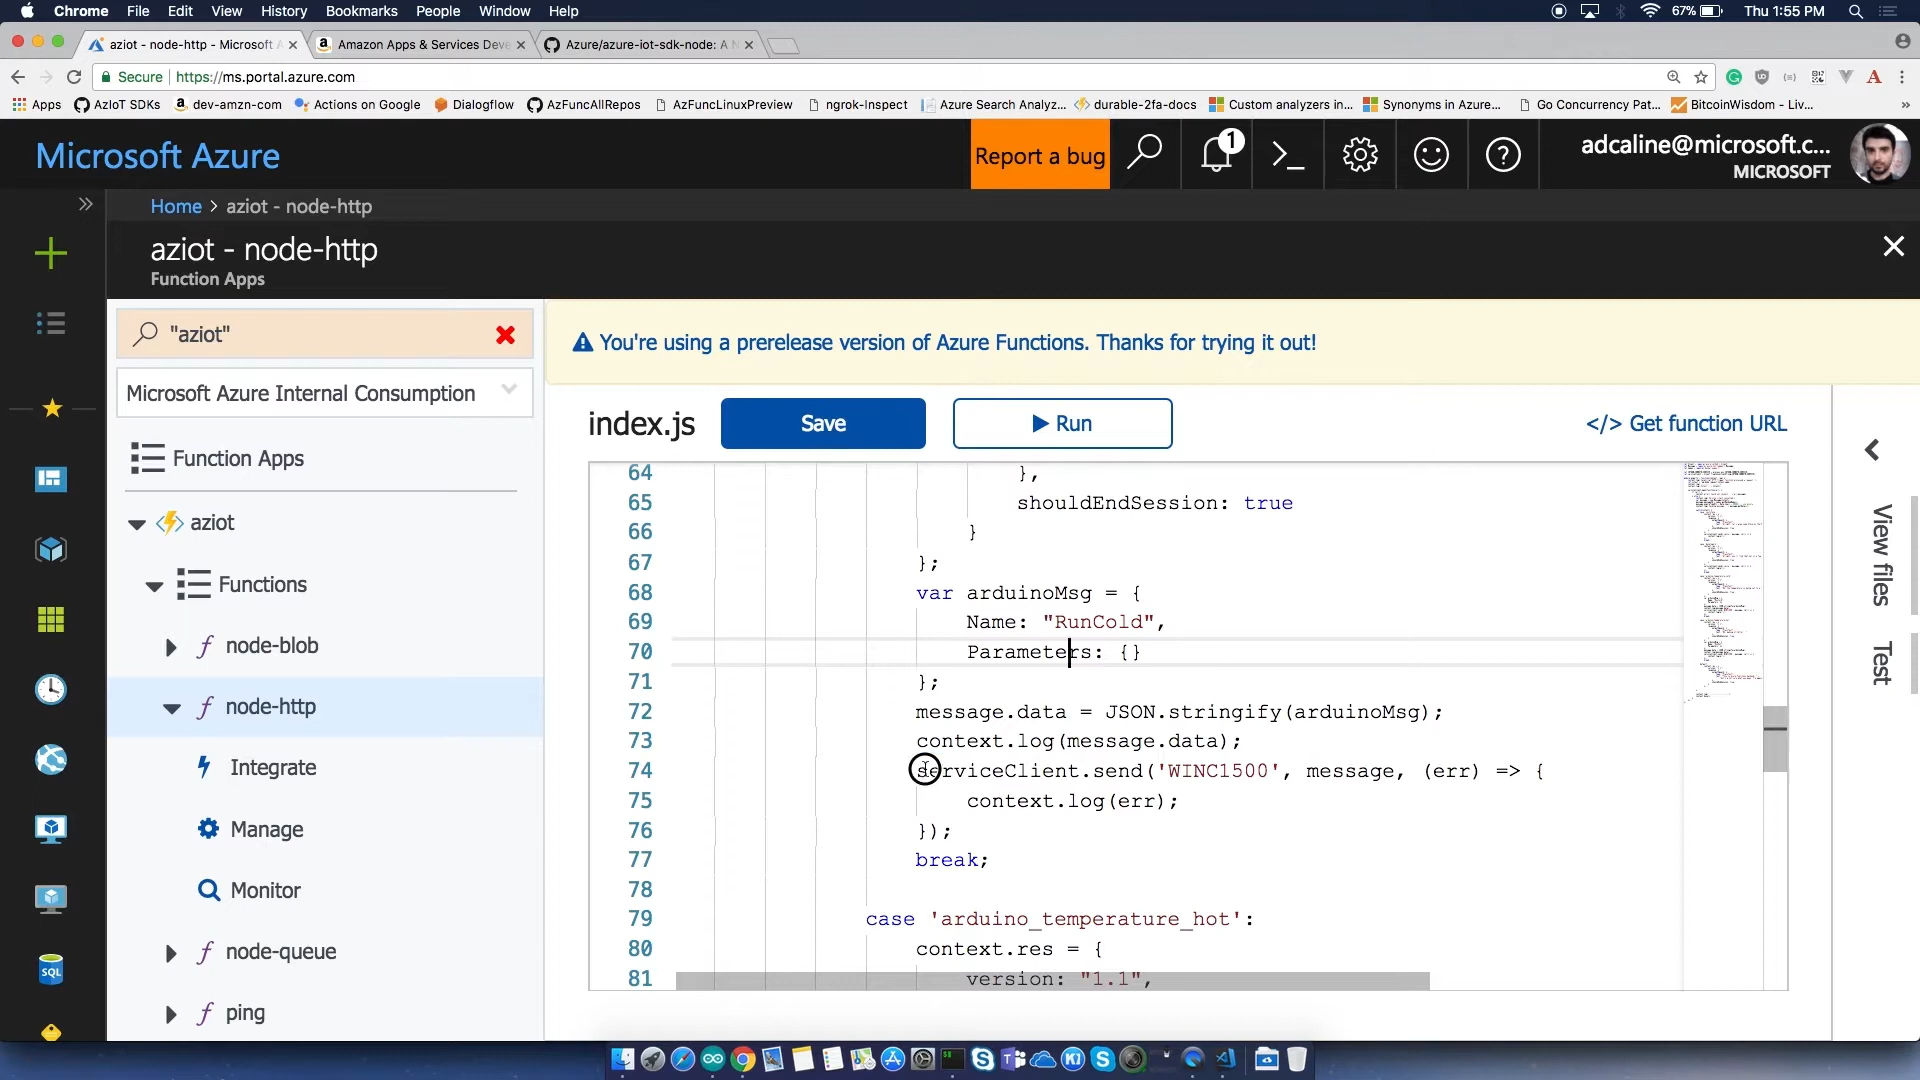 Chrome File Edit View History Bookmarks People Window Help 67% Thu 1:55 PM
aziot - node-http - Microsoft A Amazon Apps & Services Deve Azure/azure-iot-sdk-node: A N
Secure https://ms.portal.azure.com
Apps AzIoT SDKs dev-amzn-com Actions on Google Dialogflow AzFuncAllRepos AzFuncLinuxPreview ngrok-Inspect Azure Search Analyz... durable-2fa-docs Custom analyzers in... Synonyms in Azure... Go Concurrency Pat... BitcoinWisdom - Liv... »
Microsoft Azure Report a bug 1 adcaline@microsoft.c...
MICROSOFT
Home > aziot - node-http
aziot - node-http
Function Apps
"aziot"
You're using a prerelease version of Azure Functions. Thanks for trying it out!
Microsoft Azure Internal Consumption
index.js Save Run </> Get function URL
Function Apps
aziot
Functions
node-blob
node-http
Integrate
Manage
Monitor
node-queue
ping
64 },
65 shouldEndSession: true
66 }
67 };
68 var arduinoMsg = {
69 Name: "RunCold",
70 Parameters: {}
71 };
72 message.data = JSON.stringify(arduinoMsg);
73 context.log(message.data);
74 serviceClient.send('WINC1500', message, (err) => {
75 context.log(err);
76 });
77 break;
78
79 case 'arduino_temperature_hot':
80 context.res = {
81 version: "1.1",
View files
Test
SQL